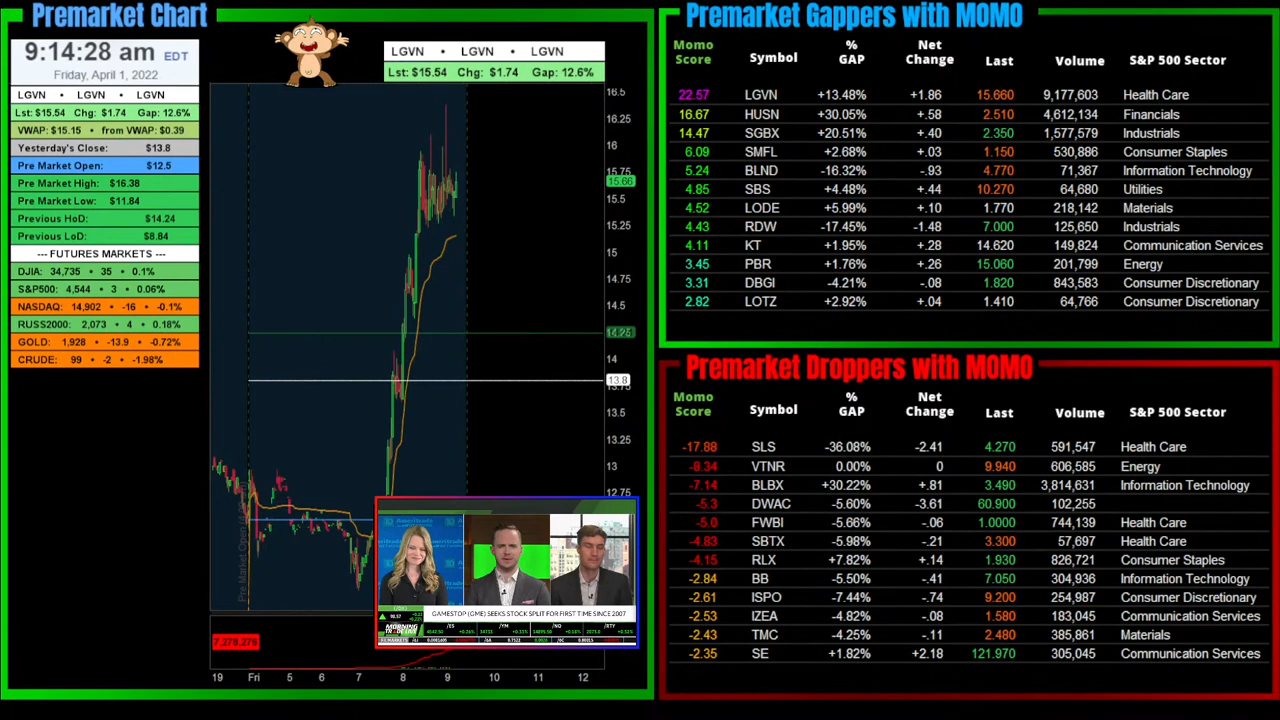 Premarket Chart
9:14:28 am EDT
Friday, April 1, 2022
LGVN • LGVN • LGVN
Lst: $15.54 Chg: $1.74 Gap: 12.6%
VWAP: $15.15 • from VWAP: $0.39
Yesterday's Close: $13.8
Pre Market Open: $12.5
Pre Market High: $16.38
Pre Market Low: $11.84
Previous HoD: $14.24
Previous LoD: $8.84
--- FUTURES MARKETS ---
DJIA: 34,735 • 35 • 0.1%
S&P500: 4,544 • 3 • 0.06%
NASDAQ: 14,902 • -16 • -0.1%
RUSS2000: 2,073 • 4 • 0.18%
GOLD: 1,928 • -13.9 • -0.72%
CRUDE: 99 • -2 • -1.98%
LGVN • LGVN • LGVN
Lst: $15.54 Chg: $1.74 Gap: 12.6%
16.5
16.25
16
15.66
15.5
15.25
15
14.75
14.5
14.25
14
13.8
13.75
13.5
13.25
13
12.75
Pre Market Open
7,278,276
19 Fri 5 6 7 8 9 10 11 12
GAMESTOP (GME) SEEKS STOCK SPLIT FOR FIRST TIME SINCE 2007
MORNING
/ES /YM /NQ /RTY
Premarket Gappers with MOMO
Momo Score Symbol % GAP Net Change Last Volume S&P 500 Sector
22.57 LGVN +13.48% +1.86 15.660 9,177,603 Health Care
16.67 HUSN +30.05% +.58 2.510 4,612,134 Financials
14.47 SGBX +20.51% +.40 2.350 1,577,579 Industrials
6.09 SMFL +2.68% +.03 1.150 530,886 Consumer Staples
5.24 BLND -16.32% -.93 4.770 71,367 Information Technology
4.85 SBS +4.48% +.44 10.270 64,680 Utilities
4.52 LODE +5.99% +.10 1.770 218,142 Materials
4.43 RDW -17.45% -1.48 7.000 125,650 Industrials
4.11 KT +1.95% +.28 14.620 149,824 Communication Services
3.45 PBR +1.76% +.26 15.060 201,799 Energy
3.31 DBGI -4.21% -.08 1.820 843,583 Consumer Discretionary
2.82 LOTZ +2.92% +.04 1.410 64,766 Consumer Discretionary
Premarket Droppers with MOMO
Momo Score Symbol % GAP Net Change Last Volume S&P 500 Sector
-17.88 SLS -36.08% -2.41 4.270 591,547 Health Care
-8.34 VTNR 0.00% 0 9.940 606,585 Energy
-7.14 BLBX +30.22% +.81 3.490 3,814,631 Information Technology
-5.3 DWAC -5.60% -3.61 60.900 102,255
-5.0 FWBI -5.66% -.06 1.0000 744,139 Health Care
-4.83 SBTX -5.98% -.21 3.300 57,697 Health Care
-4.15 RLX +7.82% +.14 1.930 826,721 Consumer Staples
-2.84 BB -5.50% -.41 7.050 304,936 Information Technology
-2.61 ISPO -7.44% -.74 9.200 254,987 Consumer Discretionary
-2.53 IZEA -4.82% -.08 1.580 183,045 Communication Services
-2.43 TMC -4.25% -.11 2.480 385,861 Materials
-2.35 SE +1.82% +2.18 121.970 305,045 Communication Services